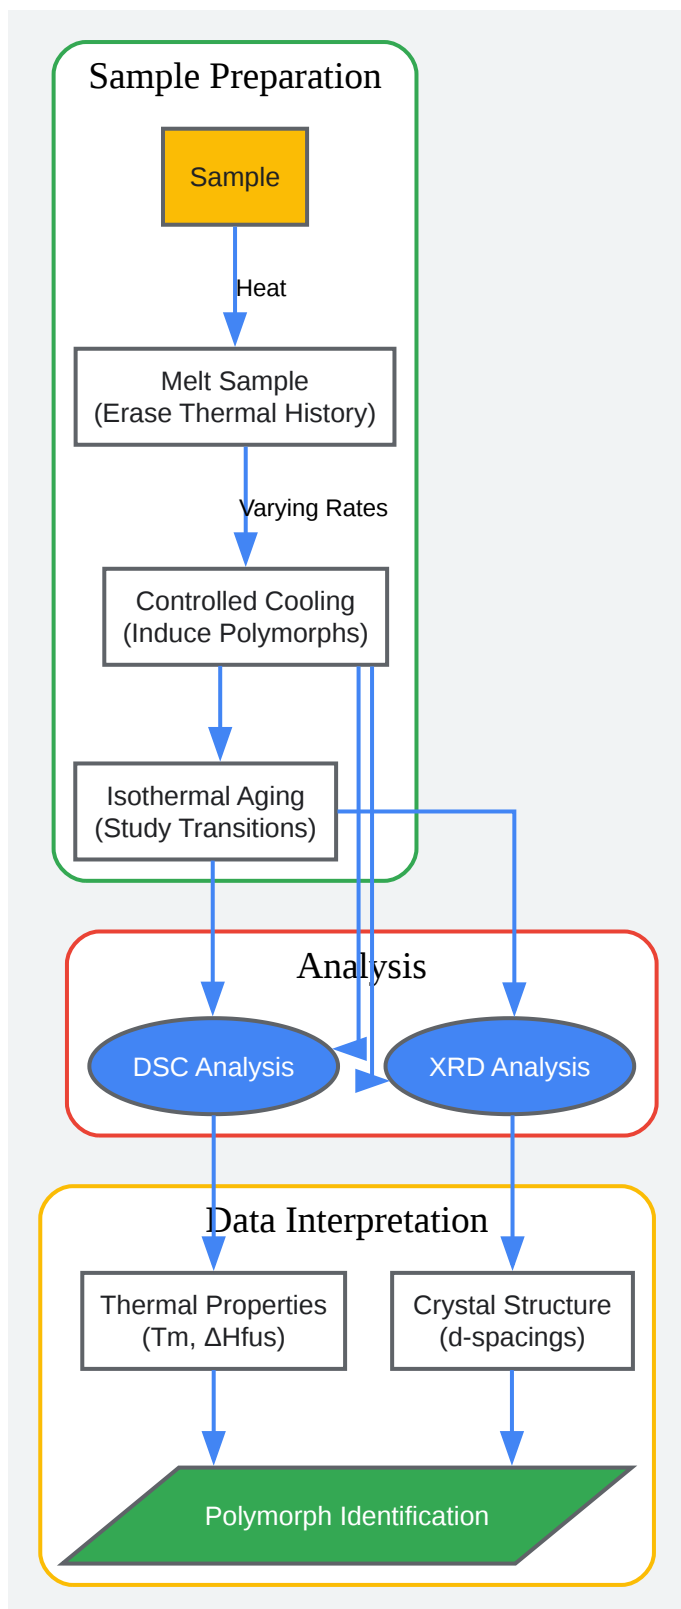 Sample Preparation
Sample
Heat
Melt Sample
(Erase Thermal History)
Varying Rates
Controlled Cooling
(Induce Polymorphs)
Isothermal Aging
(Study Transitions)
Analysis
DSC Analysis
XRD Analysis
Data Interpretation
Thermal Properties
(Tm, ΔHfus)
Crystal Structure
(d-spacings)
Polymorph Identification